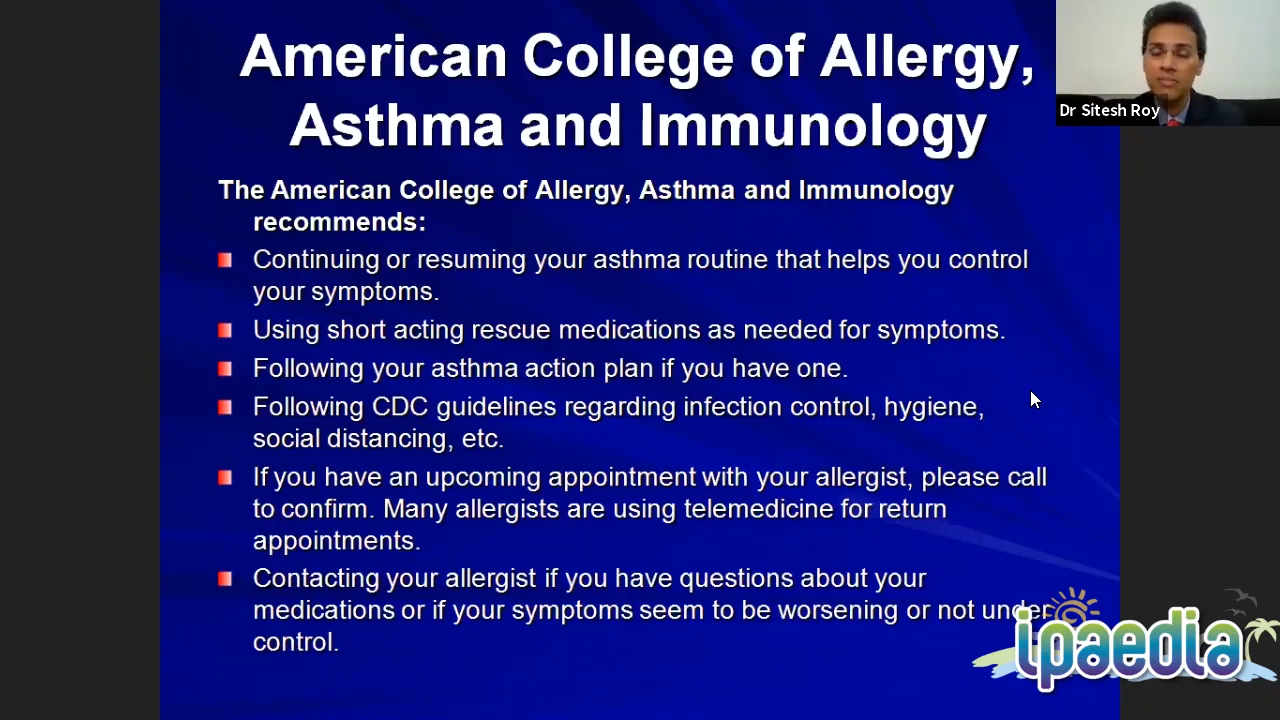 American College of Allergy,
Asthma and Immunology
Dr Sitesh Roy
The American College of Allergy, Asthma and Immunology
recommends:
Continuing or resuming your asthma routine that helps you control
your symptoms.
Using short acting rescue medications as needed for symptoms.
Following your asthma action plan if you have one.
Following CDC guidelines regarding infection control, hygiene,
social distancing, etc.
If you have an upcoming appointment with your allergist, please call
to confirm. Many allergists are using telemedicine for return
appointments.
Contacting your allergist if you have questions about your
medications or if your symptoms seem to be worsening or not under
control.
ipaedia